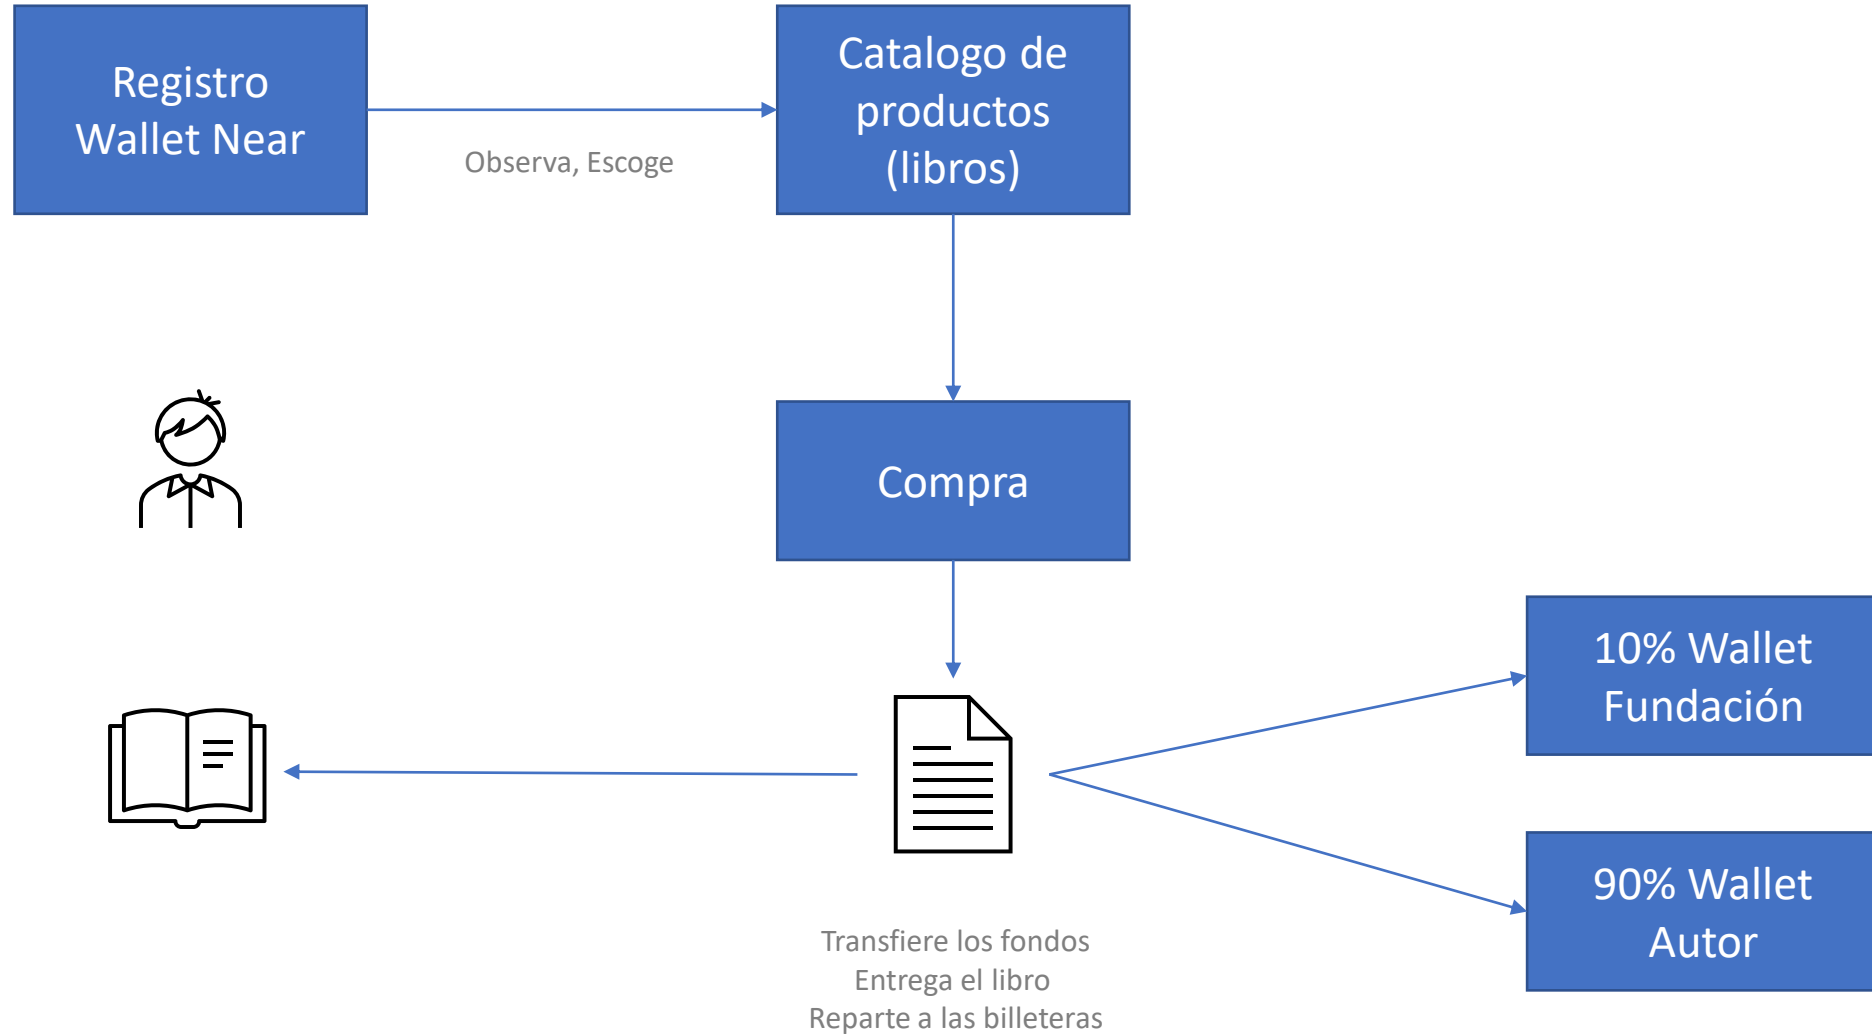 Registro
Wallet Near
Observa, Escoge
Catalogo de
productos
(libros)
Compra
10% Wallet
Fundación
90% Wallet
Autor
Transfiere los fondos
Entrega el libro
Reparte a las billeteras